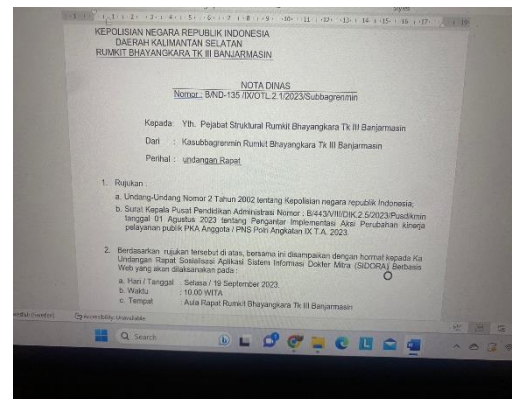 KEPOLISIAN NEGARA REPUBLIK INDONESIA
DAERAH KALIMANTAN SELATAN
RUMKIT BHAYANGKARA TK III BANJARMASIN
NOTA DINAS
Nomor : B/ND-135 /IX/OTL.2.1/2023/Subbagrenmin
Kepada : Yth. Pejabat Struktural Rumkit Bhayangkara Tk III Banjarmasin
Dari : Kasubbagrenmin Rumkit Bhayangkara Tk III Banjarmasin
Perihal : undangan Rapat
1. Rujukan :
a. Undang-Undang Nomor 2 Tahun 2002 tentang Kepolisian negara republik Indonesia;
b. Surat Kepala Pusat Pendidikan Administrasi Nomor : B/443/VIII/DIK.2.5/2023/Pusdikmin
tanggal 01 Agustus 2023 tentang Pengantar Implementasi Aksi Perubahan kinerja
pelayanan publik PKA Anggota / PNS Polri Angkatan IX T.A. 2023.
2. Berdasarkan rujukan tersebut di atas, bersama ini disampaikan dengan hormat kepada Ka
Undangan Rapat Sosialisasi Aplikasi Sistem Informasi Dokter Mitra (SIDORA) Berbasis
Web yang akan dilaksanakan pada :
a. Hari / Tanggal : Selasa / 19 September 2023
b. Waktu : 10.00 WITA
c. Tempat : Aula Rapat Rumkit Bhayangkara Tk III Banjarmasin
Accessibility: Unavailable
Search